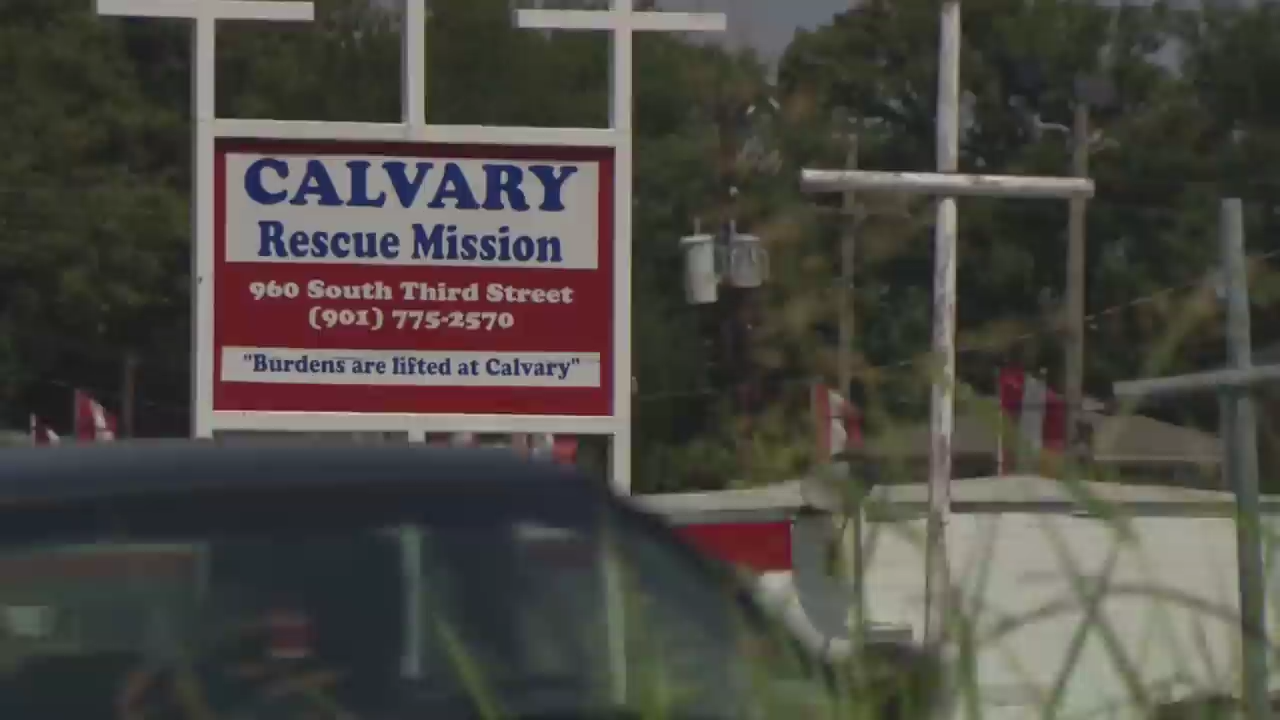 CALVARY
Rescue Mission
960 South Third Street
(901) 775-2570
"Burdens are lifted at Calvary"